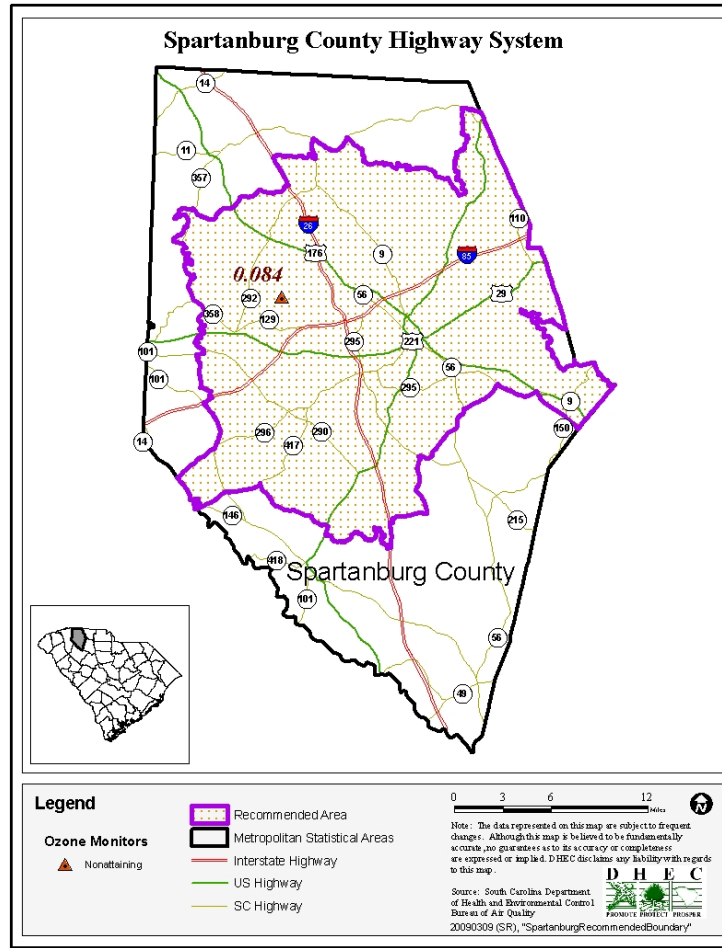 Spartanburg County Highway System
14
11
357
110
26
176
9
85
0.084
292
56
29
358
129
295
221
101
56
101
295
9
14
296
290
150
417
146
215
418
Spartanburg County
101
56
49
Legend
Ozone Monitors
Nonattaining
Recommended Area
Metropolitan Statistical Areas
Interstate Highway
US Highway
SC Highway
0 3 6 12
Miles
N
Note: The data represented on this map are subject to frequent
changes. Although this map is believed to be fundamentally
accurate, no guarantees as to its accuracy or completeness
are expressed or implied. DHEC disclaims any liability with regards
to this map.
Source: South Carolina Department
of Health and Environmental Control
Bureau of Air Quality
D H E C
PROMOTE PROTECT PROSPER
20090309 (SR), "SpartanburgRecommendedBoundary"